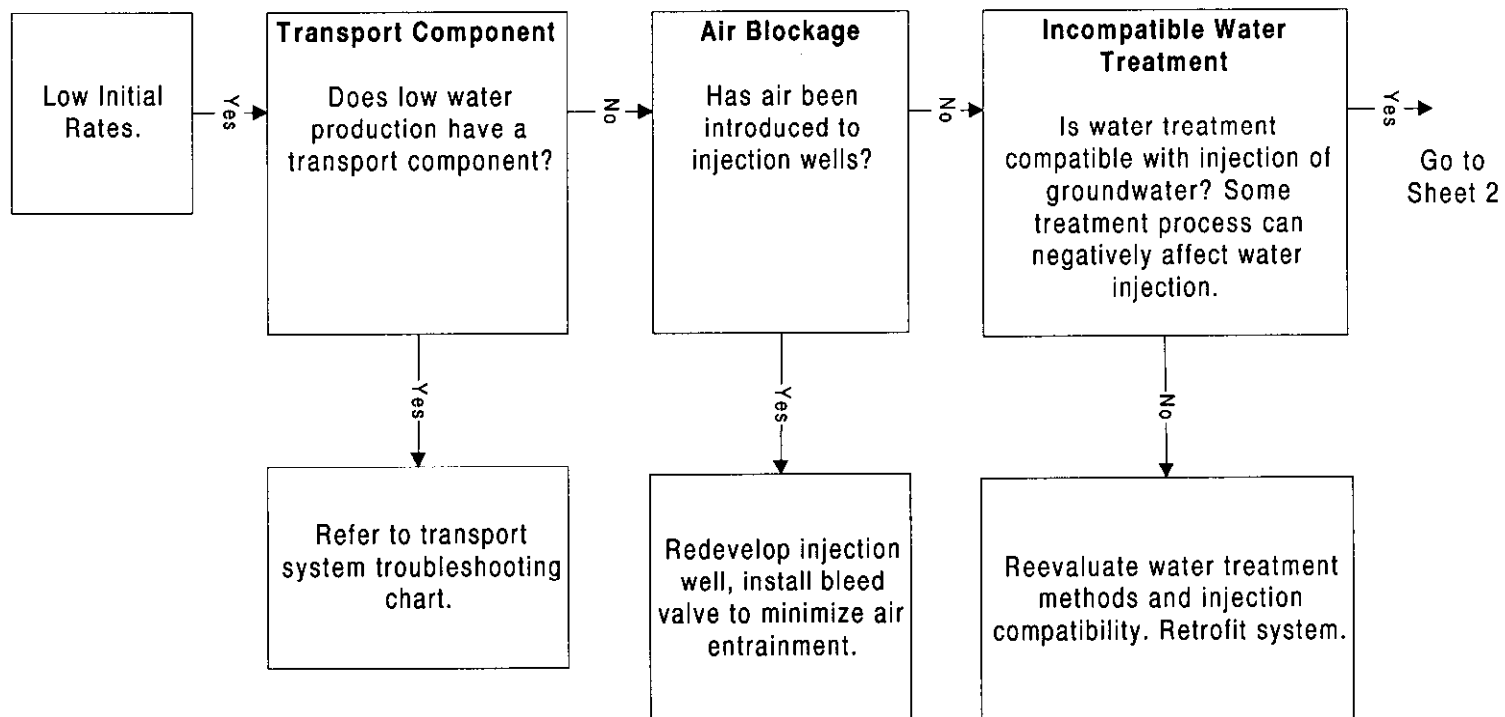 Low Initial
Rates.
Yes
Transport Component
Does low water
production have a
transport component?
No
Air Blockage
Has air been
introduced to
injection wells?
No
Incompatible Water
Treatment
Is water treatment
compatible with injection of
groundwater? Some
treatment process can
negatively affect water
injection.
Yes
Go to
Sheet 2
Yes
Refer to transport
system troubleshooting
chart.
Yes
Redevelop injection
well, install bleed
valve to minimize air
entrainment.
No
Reevaluate water treatment
methods and injection
compatibility. Retrofit system.